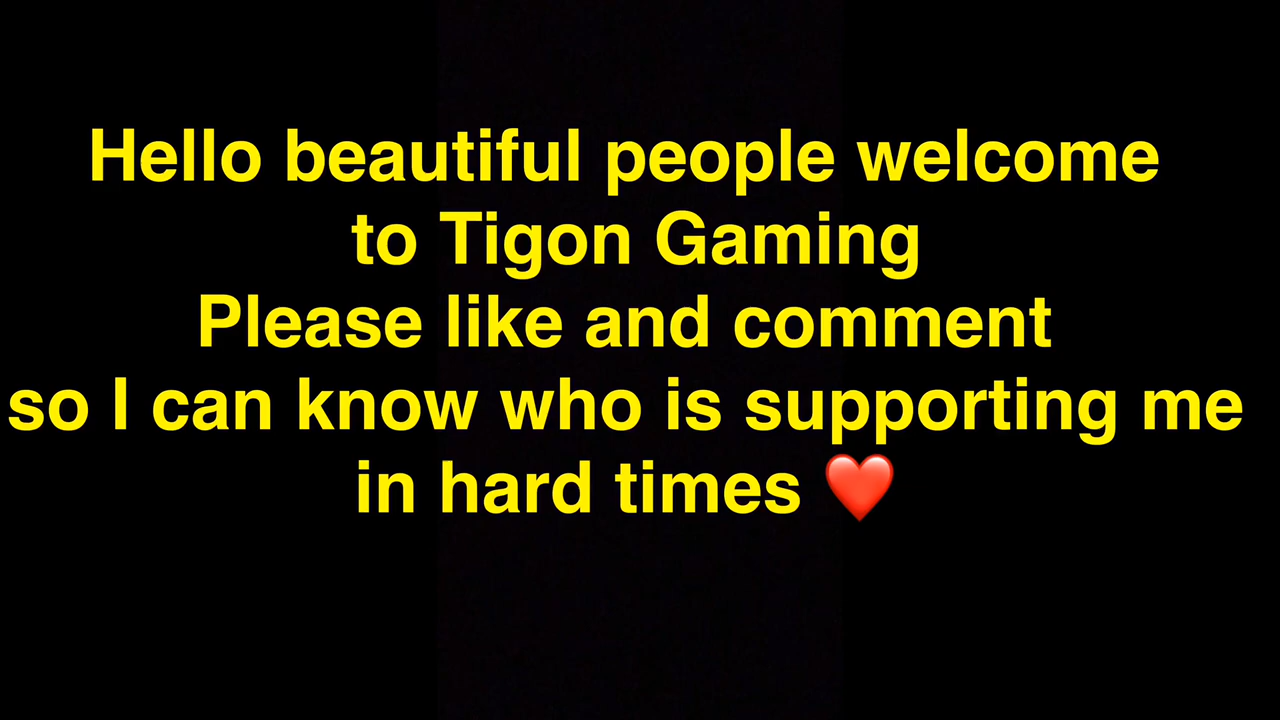 Hello beautiful people welcome
to Tigon Gaming
Please like and comment
so I can know who is supporting me
in hard times ❤️